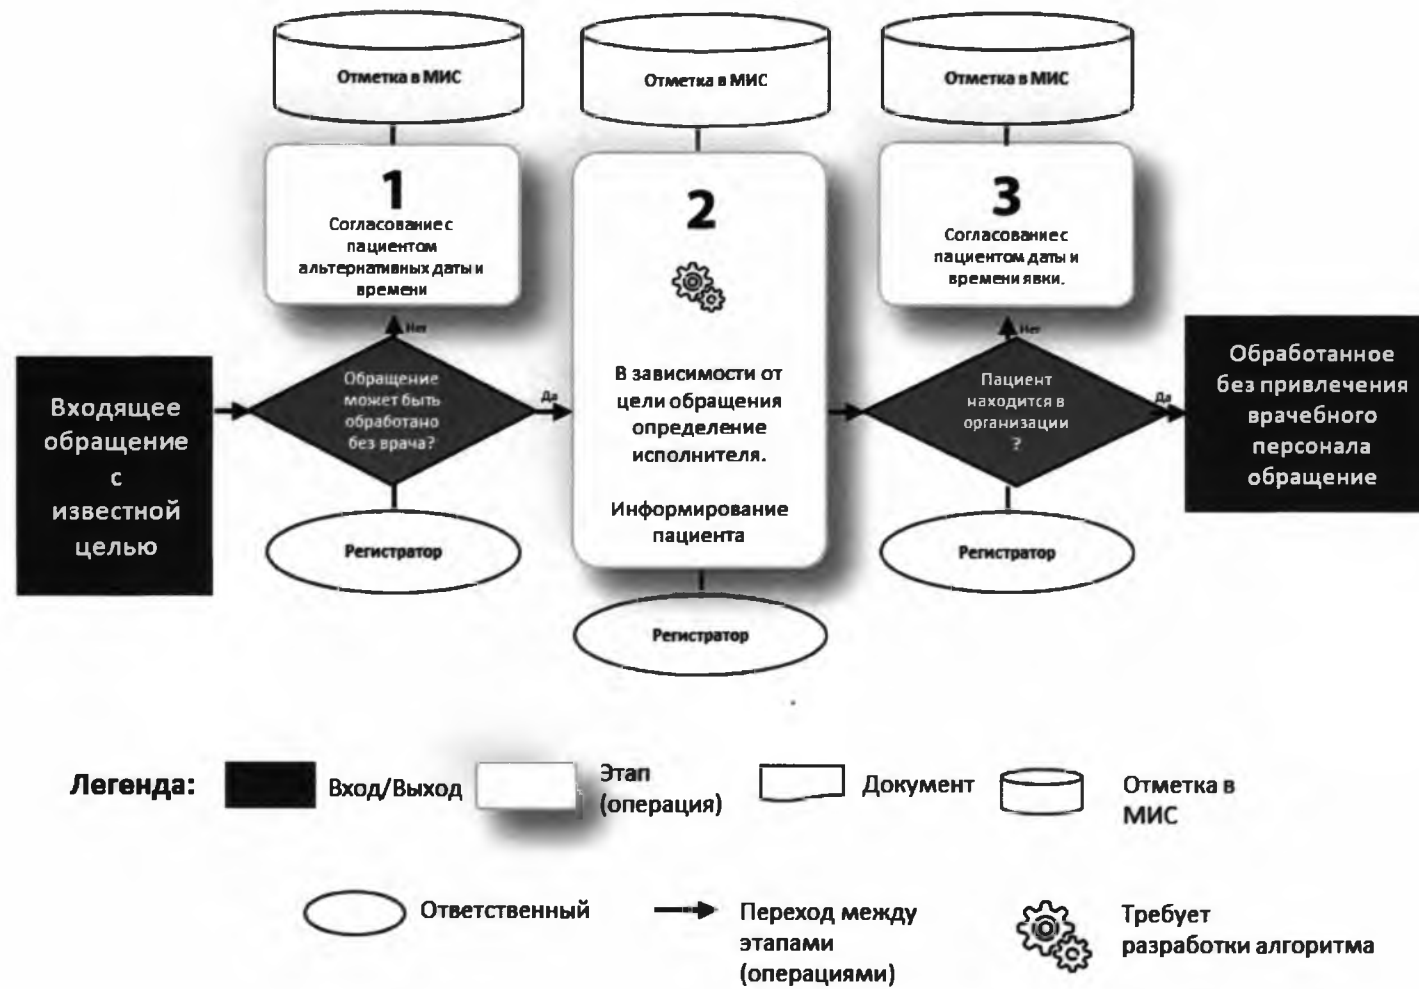 Отметка в МИС
Отметка в МИС
Отметка в МИС
1
Согласование с
пациентом
альтернативных даты и
времени
2
В зависимости от
цели обращения
определение
исполнителя.
Информирование
пациента
3
Согласование с
пациентом даты и
времени явки.
Входящее
обращение
с
известной
целью
Нет
Обращение
может быть
обработано
без врача?
Да
Регистратор
Регистратор
Нет
Пациент
находится в
организации
?
Да
Регистратор
Обработанное
без привлечения
врачебного
персонала
обращение
Легенда:
Вход/Выход
Этап
(операция)
Документ
Отметка в
МИС
Ответственный
Переход между
этапами
(операциями)
Требует
разработки алгоритма